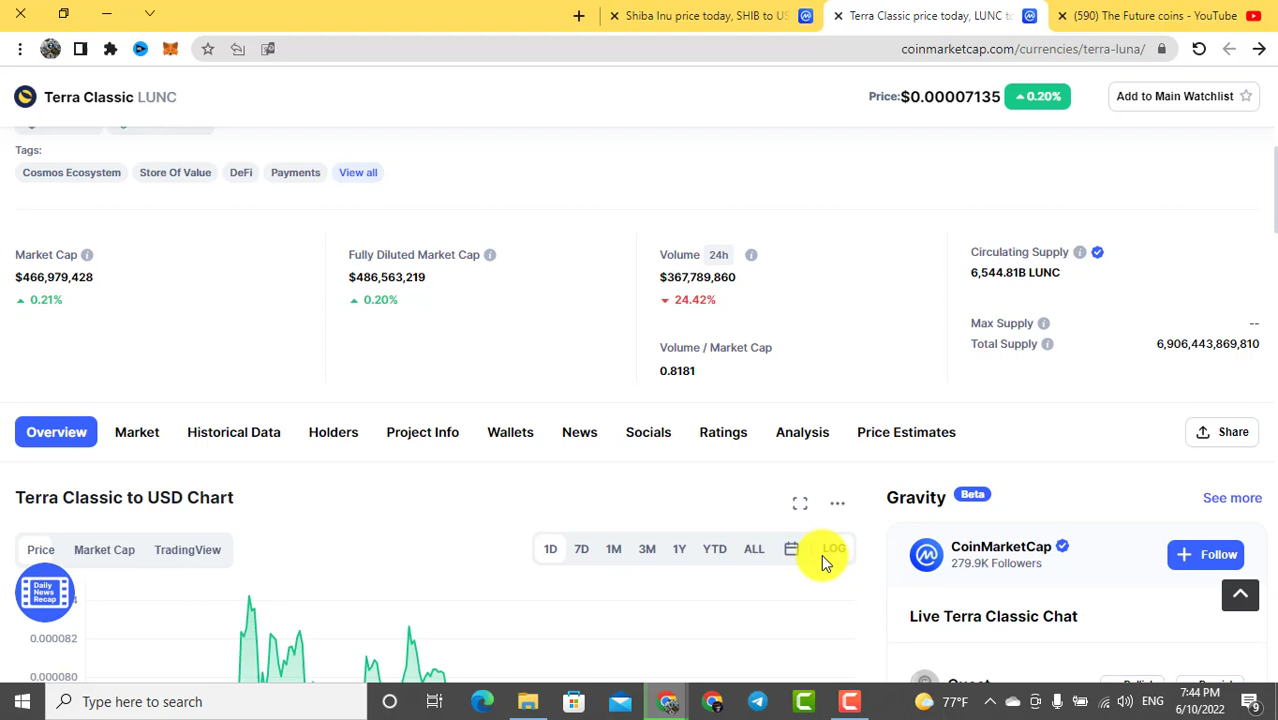 Shiba Inu price today, SHIB to US
Terra Classic price today, LUNC to
(590) The Future coins - YouTube
coinmarketcap.com/currencies/terra-luna/
Terra Classic LUNC
Price:$0.00007135 0.20%
Add to Main Watchlist
Tags:
Cosmos Ecosystem Store Of Value DeFi Payments View all
Market Cap
$466,979,428
0.21%
Fully Diluted Market Cap
$486,563,219
0.20%
Volume 24h
$367,789,860
24.42%
Volume / Market Cap
0.8181
Circulating Supply
6,544.81B LUNC
Max Supply --
Total Supply 6,906,443,869,810
Overview Market Historical Data Holders Project Info Wallets News Socials Ratings Analysis Price Estimates Share
Terra Classic to USD Chart
Price Market Cap TradingView
1D 7D 1M 3M 1Y YTD ALL LOG
Daily
News
Recap
0.000082
0.000080
Gravity Beta See more
CoinMarketCap
279.9K Followers
+ Follow
Live Terra Classic Chat
Type here to search
77°F
ENG
7:44 PM
6/10/2022
9